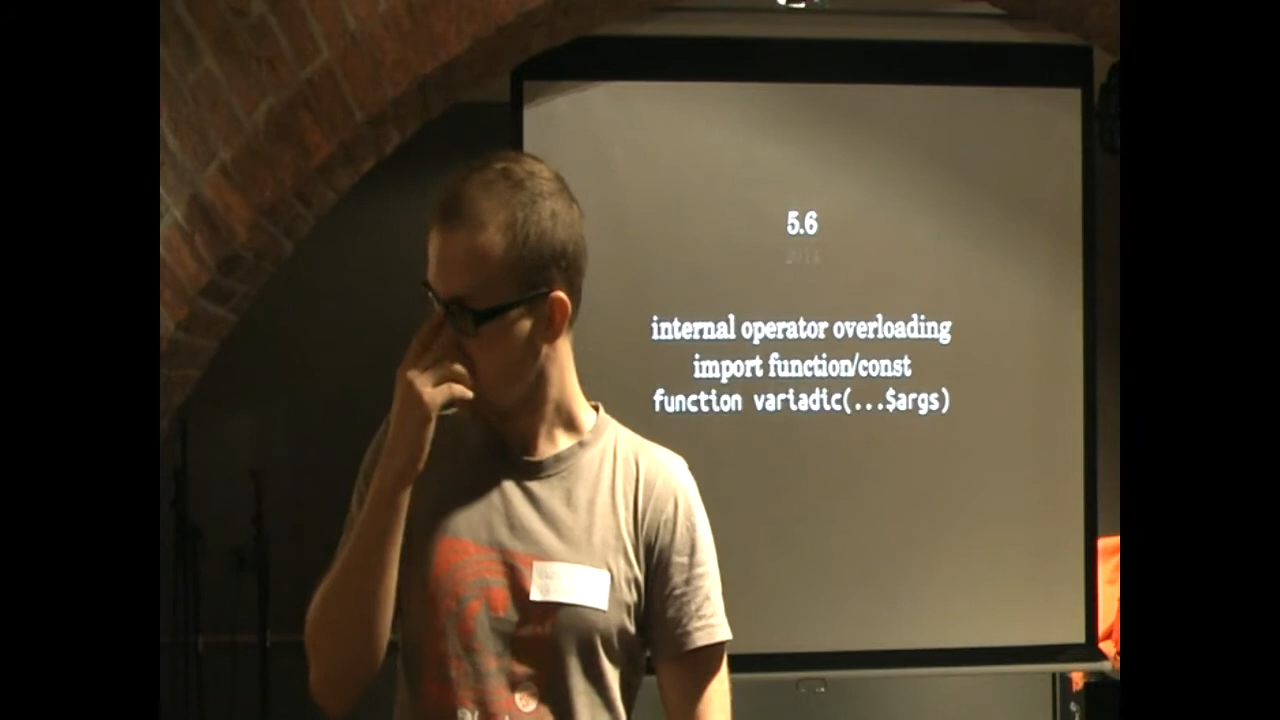 5.6
internal operator overloading
import function/const
function variadic(...$args)